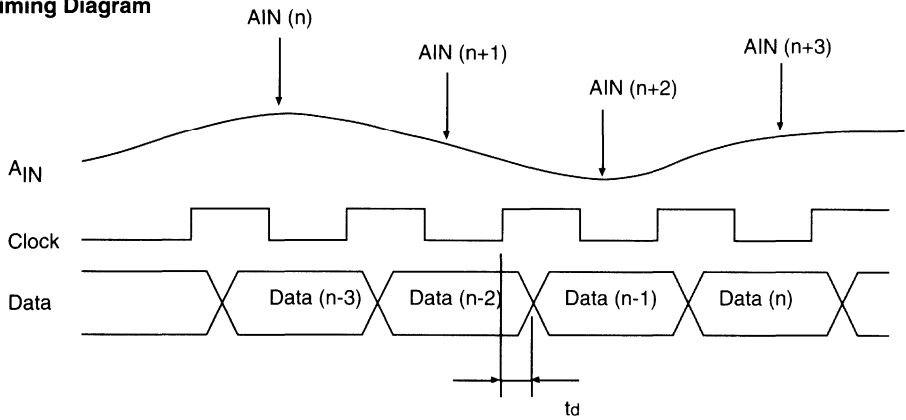 iming Diagram
AIN (n)
AIN (n+1)
AIN (n+2)
AIN (n+3)
AIN
Clock
Data
Data (n-3)
Data (n-2)
Data (n-1)
Data (n)
td